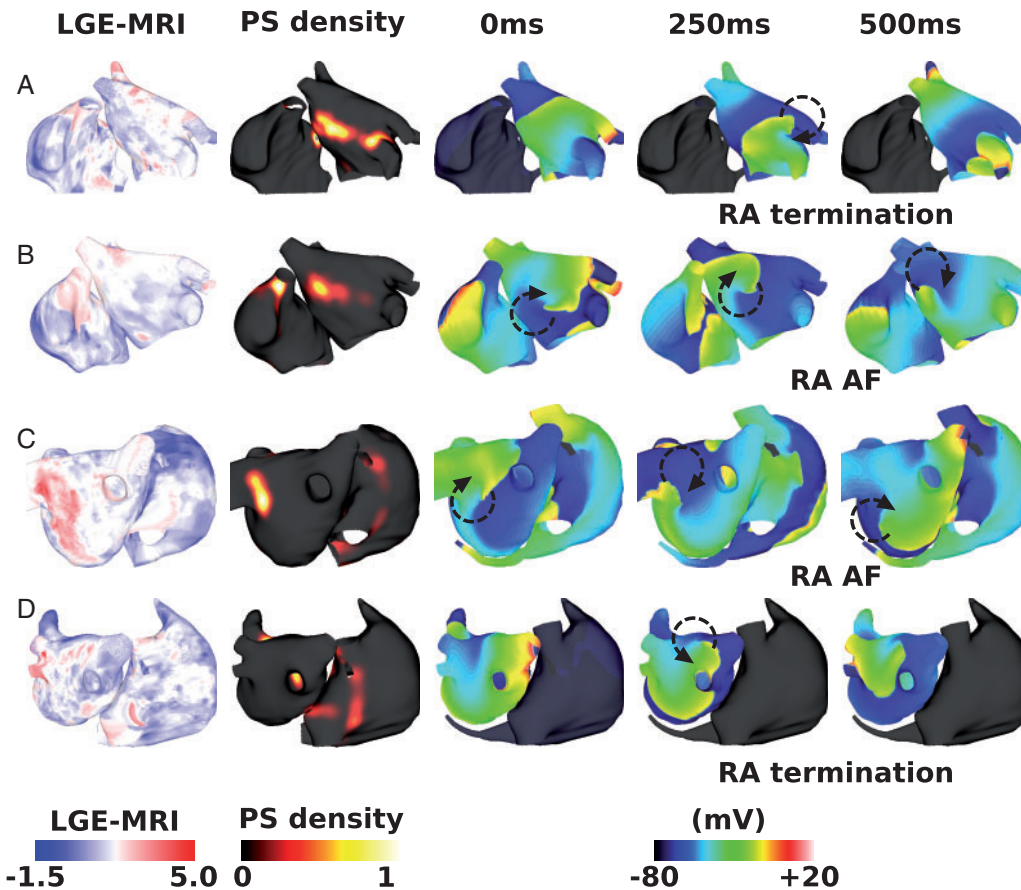 LGE-MRI PS density 0ms 250ms 500ms
A
RA termination
B
RA AF
C
RA AF
D
RA termination
LGE-MRI PS density (mV)
-1.5 5.0 0 1 -80 +20